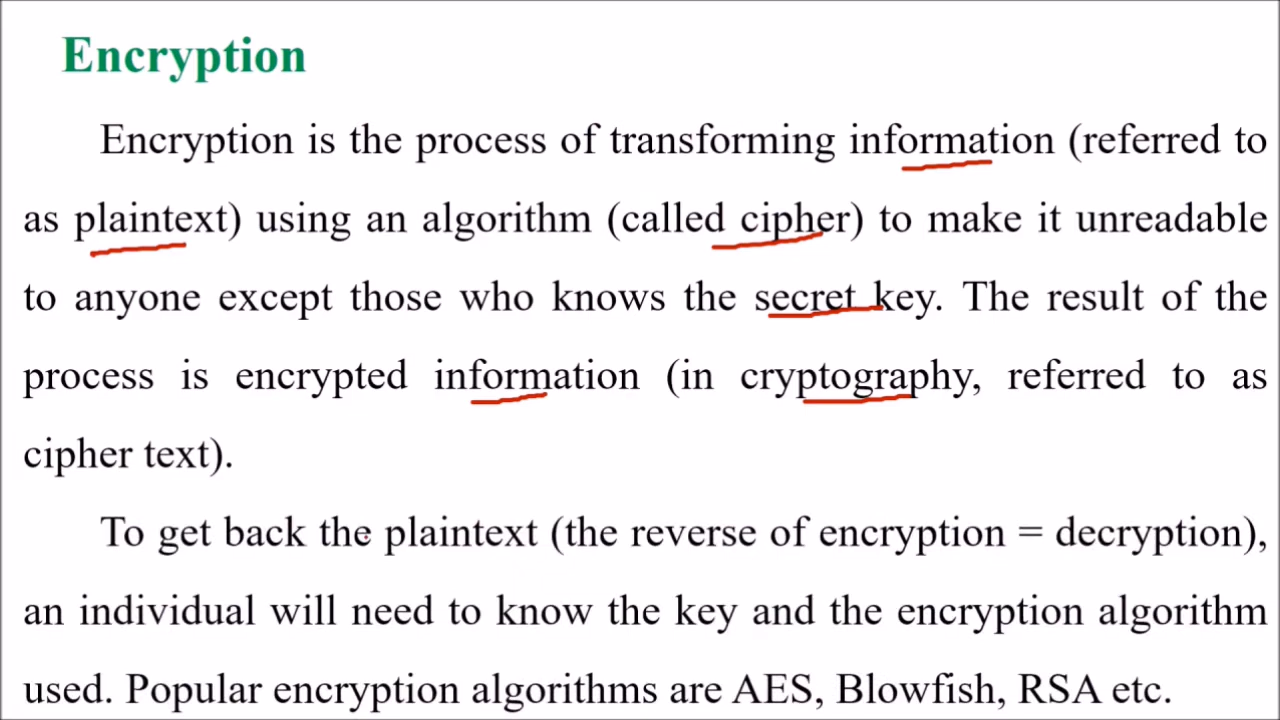 Encryption
Encryption is the process of transforming information (referred to
as plaintext) using an algorithm (called cipher) to make it unreadable
to anyone except those who knows the secret key. The result of the
process is encrypted information (in cryptography, referred to as
cipher text).
To get back the plaintext (the reverse of encryption = decryption),
an individual will need to know the key and the encryption algorithm
used. Popular encryption algorithms are AES, Blowfish, RSA etc.